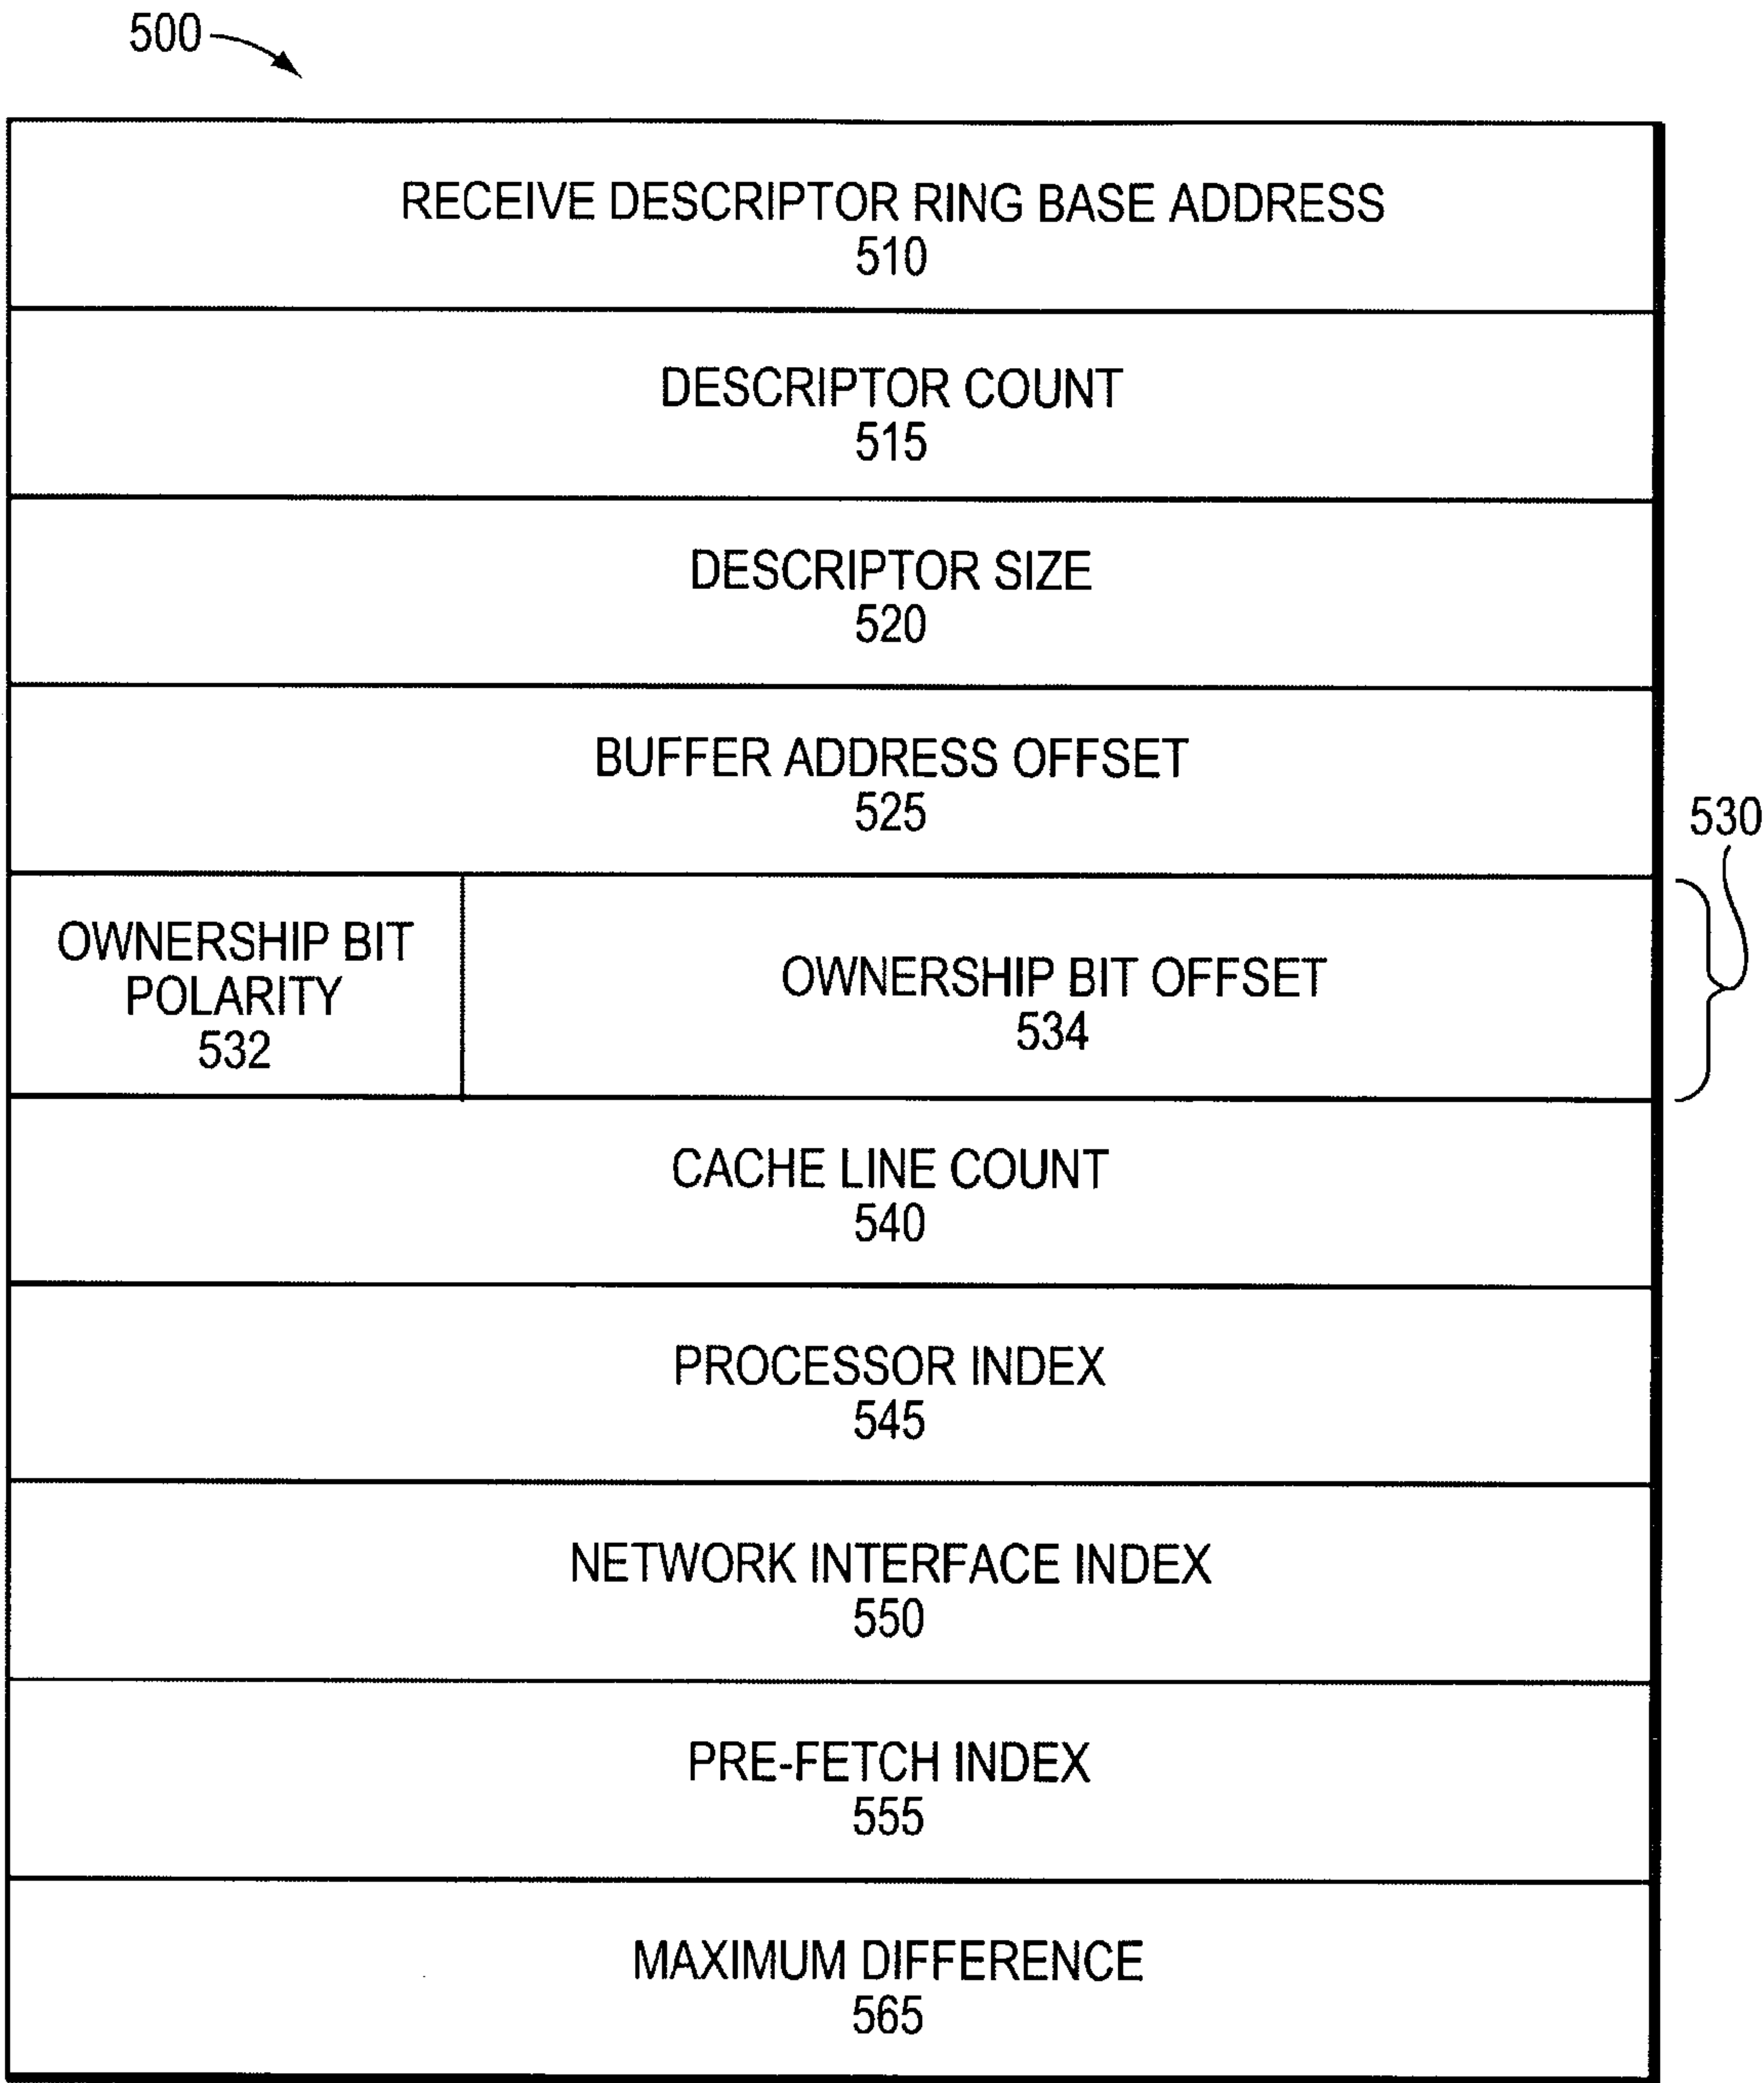 500
RECEIVE DESCRIPTOR RING BASE ADDRESS
510
DESCRIPTOR COUNT
515
DESCRIPTOR SIZE
520
BUFFER ADDRESS OFFSET
525
530
OWNERSHIP BIT
POLARITY
532
OWNERSHIP BIT OFFSET
534
CACHE LINE COUNT
540
PROCESSOR INDEX
545
NETWORK INTERFACE INDEX
550
PRE-FETCH INDEX
555
MAXIMUM DIFFERENCE
565